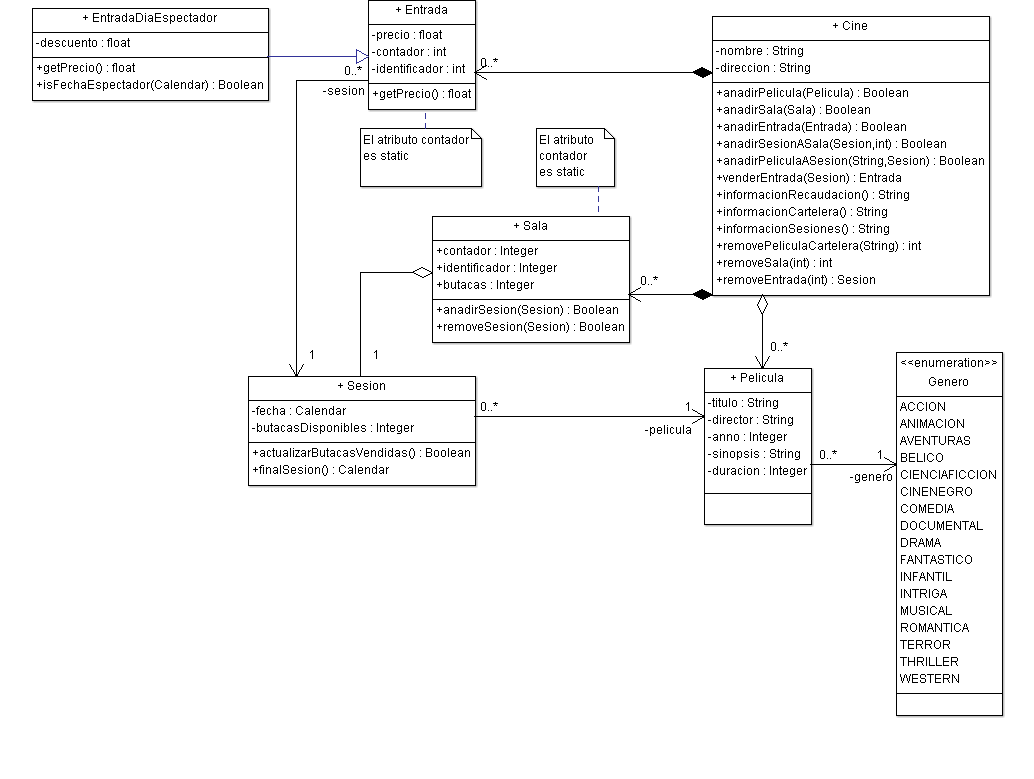 + EntradaDiaEspectador
-descuento : float
+getPrecio() : float
+isFechaEspectador(Calendar) : Boolean
+ Entrada
-precio : float
-contador : int
-identificador : int
+getPrecio() : float
0..*
-sesion
0..*
+ Cine
-nombre : String
-direccion : String
+anadirPelicula(Pelicula) : Boolean
+anadirSala(Sala) : Boolean
+anadirEntrada(Entrada) : Boolean
+anadirSesionASala(Sesion,int) : Boolean
+anadirPeliculaASesion(String,Sesion) : Boolean
+venderEntrada(Sesion) : Entrada
+informacionRecaudacion() : String
+informacionCartelera() : String
+informacionSesiones() : String
+removePeliculaCartelera(String) : int
+removeSala(int) : int
+removeEntrada(int) : Sesion
El atributo contador
es static
El atributo
contador
es static
+ Sala
+contador : Integer
+identificador : Integer
+butacas : Integer
+anadirSesion(Sesion) : Boolean
+removeSesion(Sesion) : Boolean
0..*
0..*
1
1
+ Sesion
-fecha : Calendar
-butacasDisponibles : Integer
+actualizarButacasVendidas() : Boolean
+finalSesion() : Calendar
0..*
1
-pelicula
+ Pelicula
-titulo : String
-director : String
-anno : Integer
-sinopsis : String
-duracion : Integer
0..*
1
-genero
<<enumeration>>
Genero
ACCION
ANIMACION
AVENTURAS
BELICO
CIENCIAFICCION
CINENEGRO
COMEDIA
DOCUMENTAL
DRAMA
FANTASTICO
INFANTIL
INTRIGA
MUSICAL
ROMANTICA
TERROR
THRILLER
WESTERN